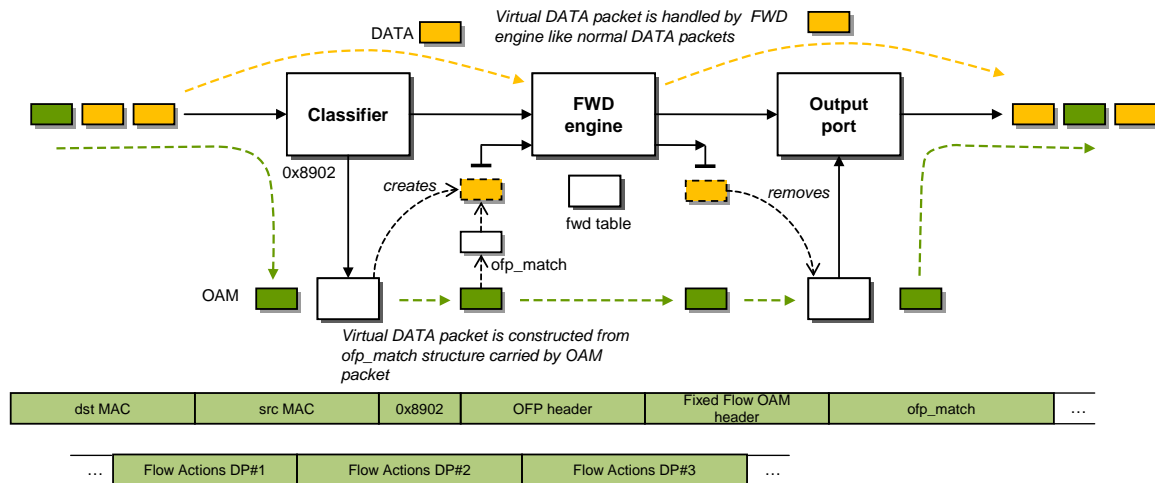 Virtual DATA packet is handled by FWD
engine like normal DATA packets
DATA
Classifier
FWD
engine
Output
port
0x8902
creates
removes
fwd table
ofp_match
OAM
Virtual DATA packet is constructed from
ofp_match structure carried by OAM
packet
dst MAC
src MAC
0x8902
OFP header
Fixed Flow OAM
header
ofp_match
…
…
Flow Actions DP#1
Flow Actions DP#2
Flow Actions DP#3
…